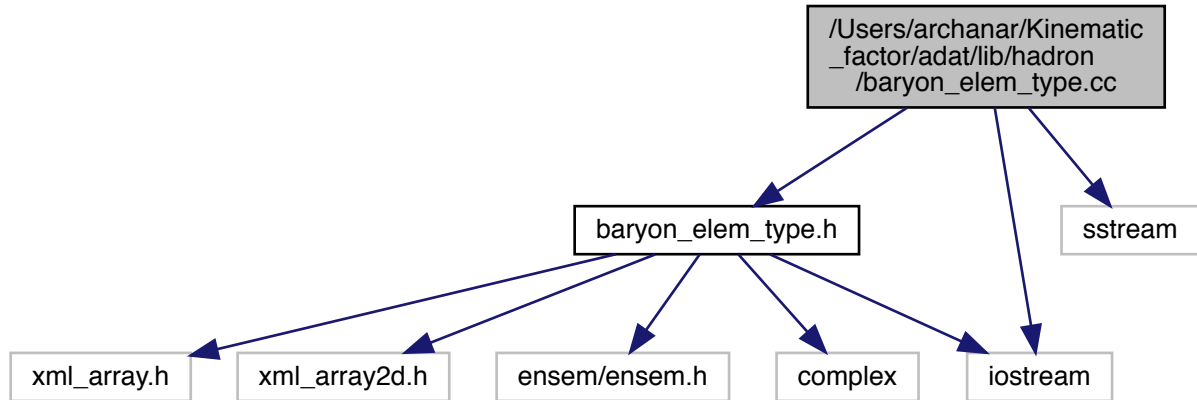 /Users/archanar/Kinematic
_factor/adat/lib/hadron
/baryon_elem_type.cc
baryon_elem_type.h
sstream
xml_array.h
xml_array2d.h
ensem/ensem.h
complex
iostream